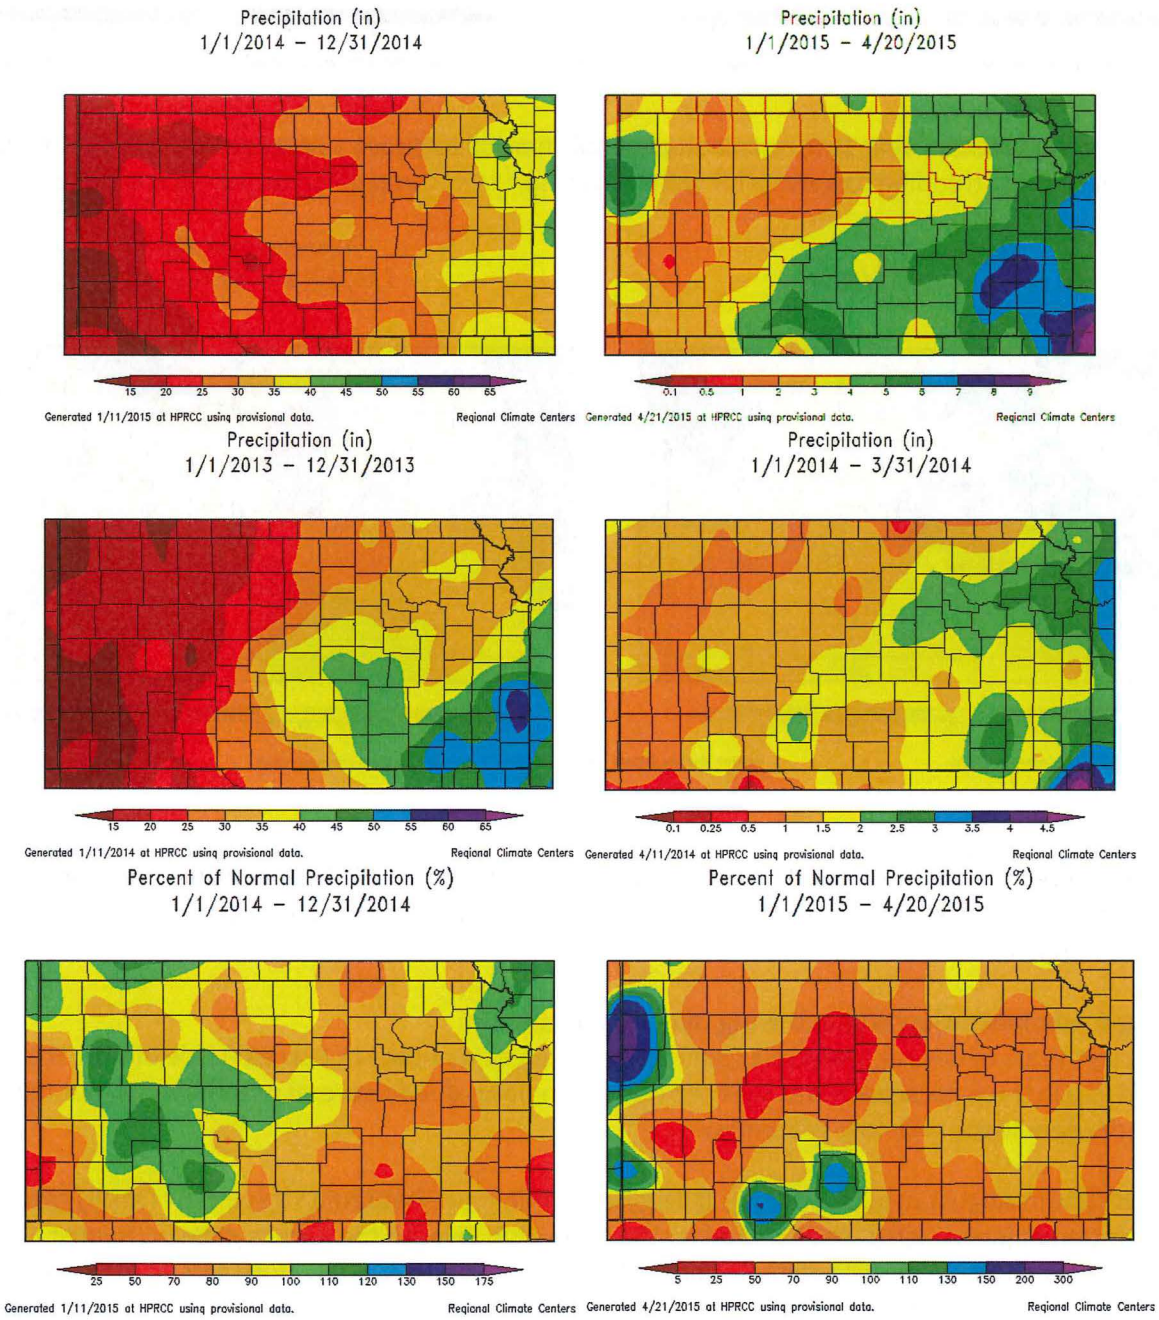 Precipitation (in)
1/1/2014 – 12/31/2014
15 20 25 30 35 40 45 50 55 60 65
Generated 1/11/2015 at HPRCC using provisional data. Regional Climate Centers
Precipitation (in)
1/1/2015 – 4/20/2015
0.1 0.5 1 2 3 4 5 6 7 8 9
Generated 4/21/2015 at HPRCC using provisional data. Regional Climate Centers
Precipitation (in)
1/1/2013 – 12/31/2013
15 20 25 30 35 40 45 50 55 60 65
Generated 1/11/2014 at HPRCC using provisional data. Regional Climate Centers
Precipitation (in)
1/1/2014 – 3/31/2014
0.1 0.25 0.5 1 1.5 2 2.5 3 3.5 4 4.5
Generated 4/11/2014 at HPRCC using provisional data. Regional Climate Centers
Percent of Normal Precipitation (%)
1/1/2014 – 12/31/2014
25 50 70 80 90 100 110 120 130 150 175
Generated 1/11/2015 at HPRCC using provisional data. Regional Climate Centers
Percent of Normal Precipitation (%)
1/1/2015 – 4/20/2015
5 25 50 70 90 100 110 130 150 200 300
Generated 4/21/2015 at HPRCC using provisional data. Regional Climate Centers